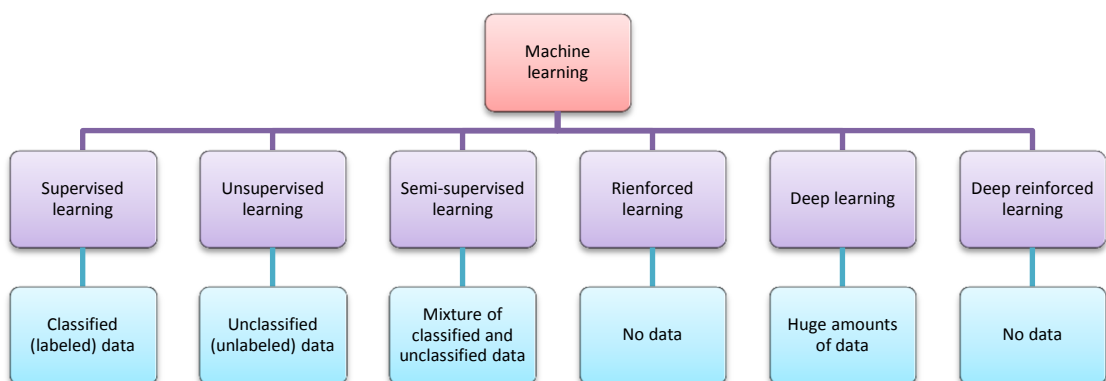 Machine
learning
Supervised
learning
Unsupervised
learning
Semi-supervised
learning
Rienforced
learning
Deep learning
Deep reinforced
learning
Classified
(labeled) data
Unclassified
(unlabeled) data
Mixture of
classified and
unclassified data
No data
Huge amounts
of data
No data